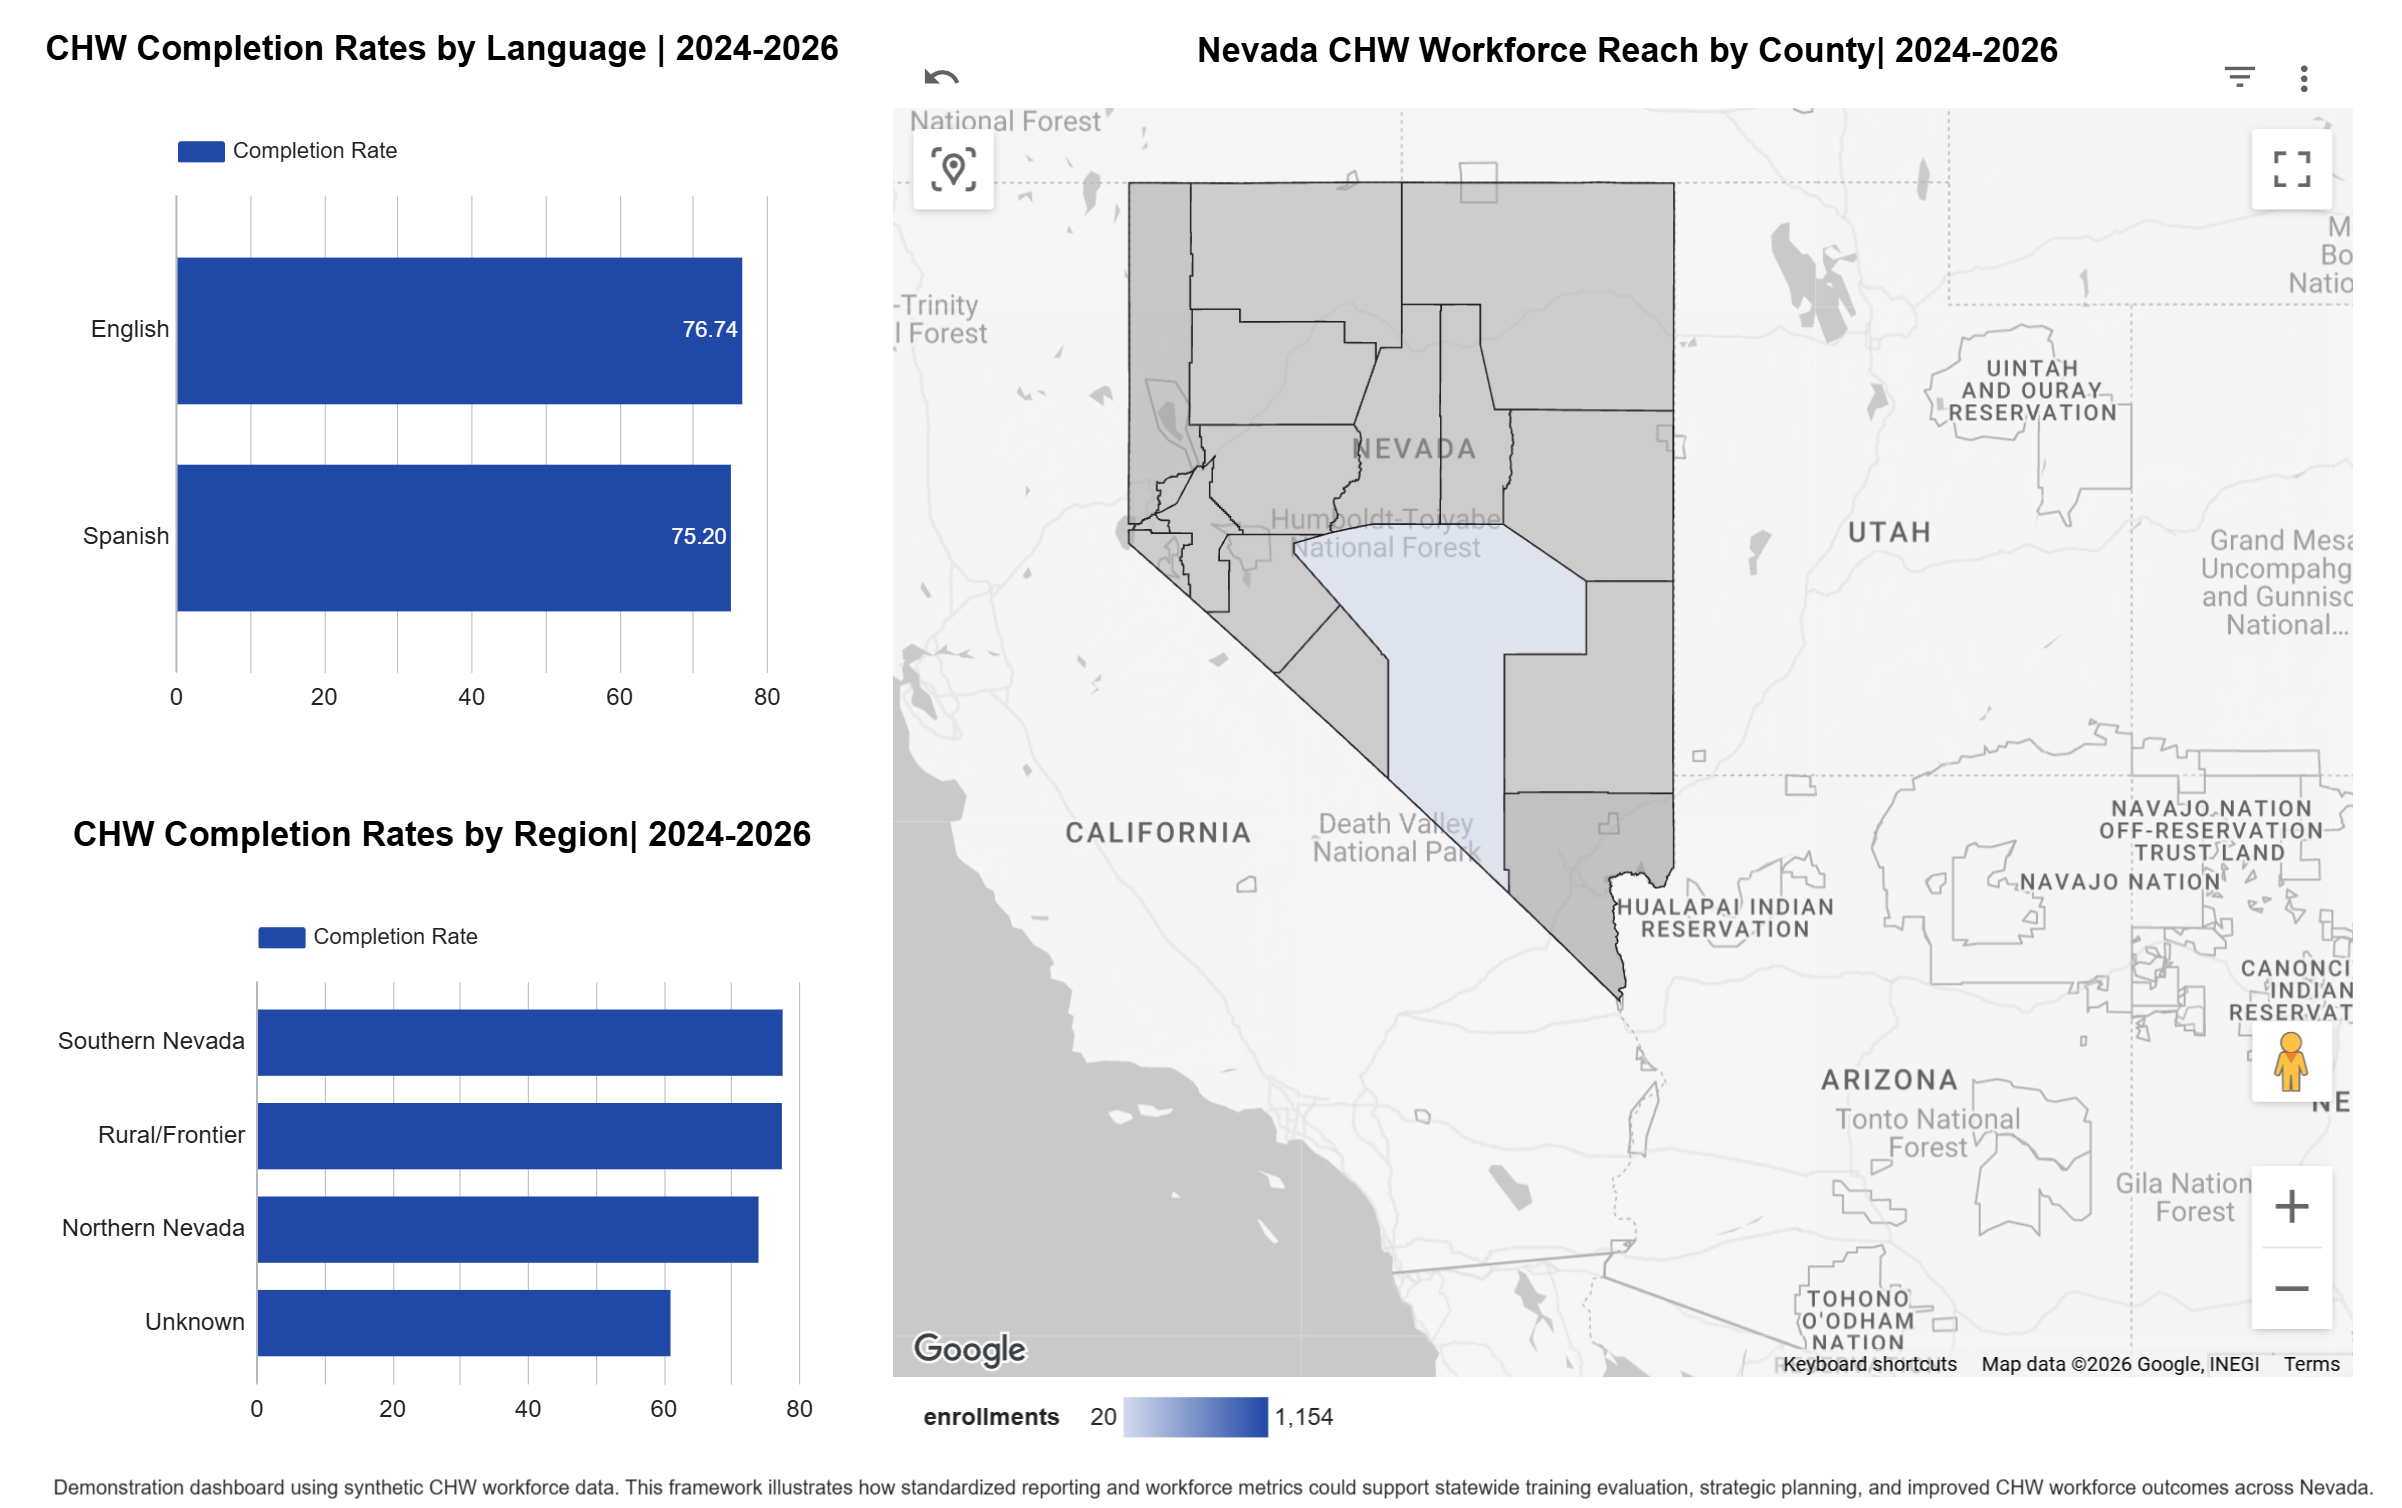 CHW Completion Rates by Language | 2024-2026
Completion Rate
English
76.74
Spanish
75.20
0 20 40 60 80
CHW Completion Rates by Region| 2024-2026
Completion Rate
Southern Nevada
Rural/Frontier
Northern Nevada
Unknown
0 20 40 60 80
Nevada CHW Workforce Reach by County| 2024-2026
National Forest
-Trinity
l Forest
NEVADA
Humboldt-Toiyabe
National Forest
UINTAH
AND OURAY
RESERVATION
UTAH
M
Bo
Natio
Grand Mesa
Uncompahg
and Gunniso
National...
CALIFORNIA
Death Valley
National Park
NAVAJO NATION
OFF-RESERVATION
TRUST LAND
NAVAJO NATION
HUALAPAI INDIAN
RESERVATION
CANONCI
INDIAN
RESERVAT
ARIZONA
NE
Tonto National
Forest
Gila Nation
Forest
TOHONO
O'ODHAM
NATION
Google
Keyboard shortcuts Map data ©2026 Google, INEGI Terms
enrollments 20 1,154
Demonstration dashboard using synthetic CHW workforce data. This framework illustrates how standardized reporting and workforce metrics could support statewide training evaluation, strategic planning, and improved CHW workforce outcomes across Nevada.